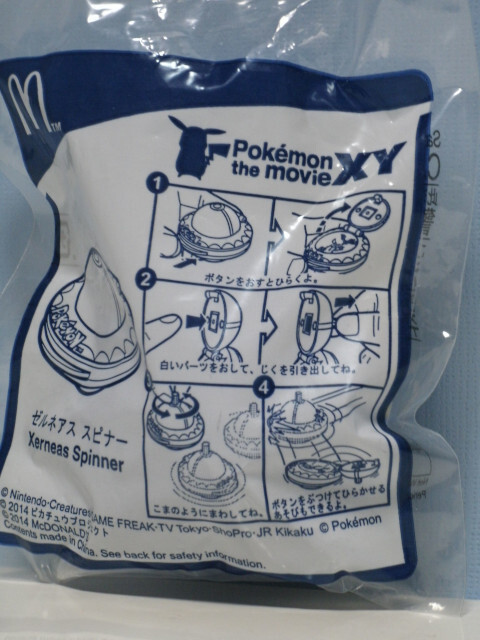 M™
Pokémon
the movie XY
1
ボタンをおすとひらくよ。
2
白いパーツをおして、じくを引き出してね。
4
こまのようにまわしてね。
ボタンをぶつけてひらかせる
あそびもできるよ。
ゼルネアス スピナー
Xerneas Spinner
© Nintendo·Creatures·GAME FREAK·TV Tokyo·ShoPro·JR Kikaku © Pokémon
© 2014 ピカチュウプロジェクト
© 2014 McDONALD'S
Contents made in China. See back for safety information.